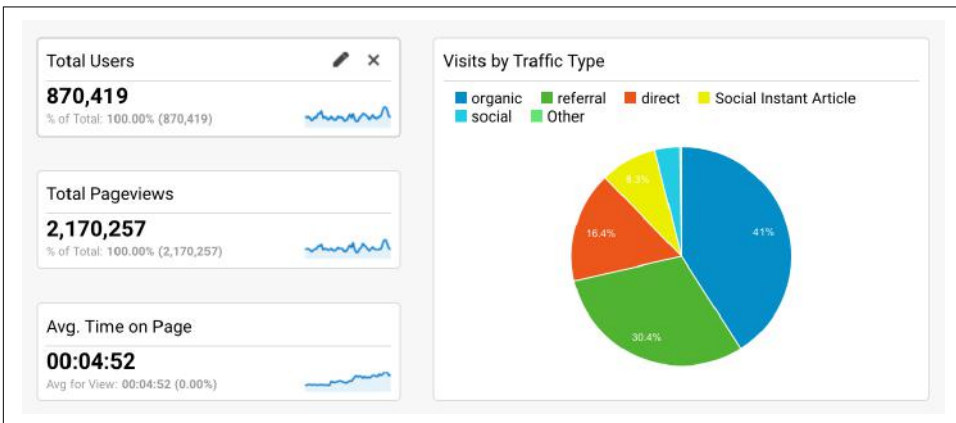 Total Users
870,419
% of Total: 100.00% (870,419)
Total Pageviews
2,170,257
% of Total: 100.00% (2,170,257)
Avg. Time on Page
00:04:52
Avg for View: 00:04:52 (0.00%)
Visits by Traffic Type
organic referral direct Social Instant Article
social Other
8.3%
41%
16.4%
30.4%